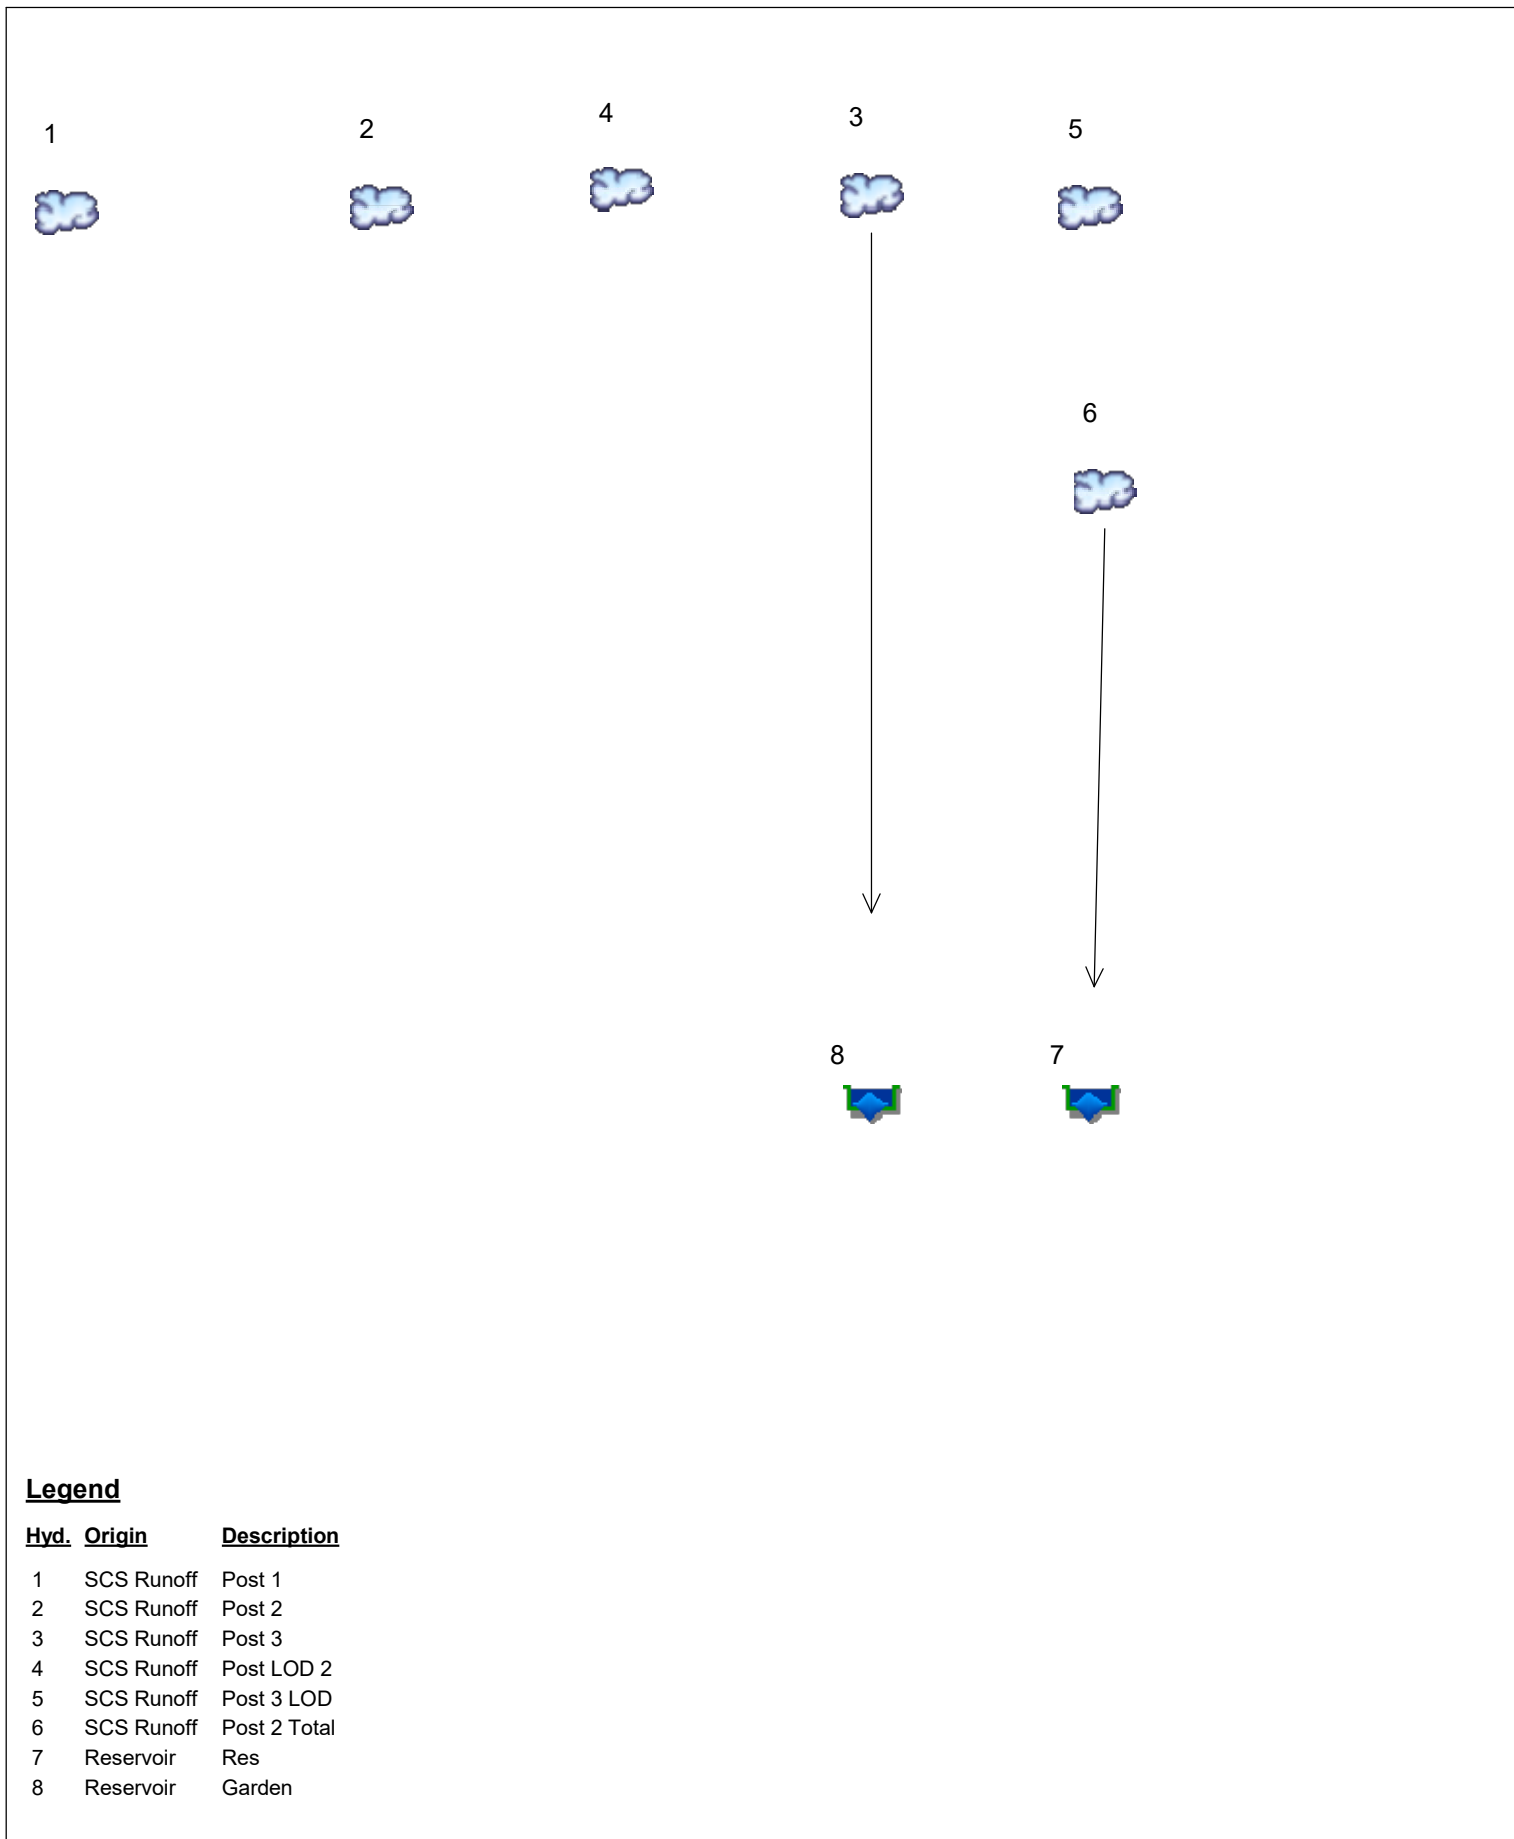 1 2 4 3 5
6
8 7
Legend
Hyd. Origin Description
1 SCS Runoff Post 1
2 SCS Runoff Post 2
3 SCS Runoff Post 3
4 SCS Runoff Post LOD 2
5 SCS Runoff Post 3 LOD
6 SCS Runoff Post 2 Total
7 Reservoir Res
8 Reservoir Garden